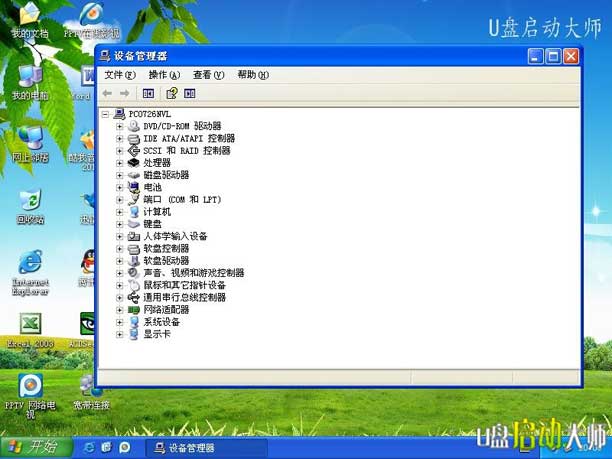 我的文档
PPTV在线影视
U盘启动大师
设备管理器
文件(F) 操作(A) 查看(V) 帮助(H)
PC0726NVL
DVD/CD-ROM 驱动器
IDE ATA/ATAPI 控制器
SCSI 和 RAID 控制器
处理器
磁盘驱动器
电池
端口 (COM 和 LPT)
计算机
键盘
人体学输入设备
软盘控制器
软盘驱动器
声音、视频和游戏控制器
鼠标和其它指针设备
通用串行总线控制器
网络适配器
系统设备
显示卡
我的电脑
Word
网上邻居
酷我音
回收站
Internet
Explorer
Excel 2003
ACDSee
PPTV 网络电
视
宽带连接
开始
设备管理器
U盘启动大师